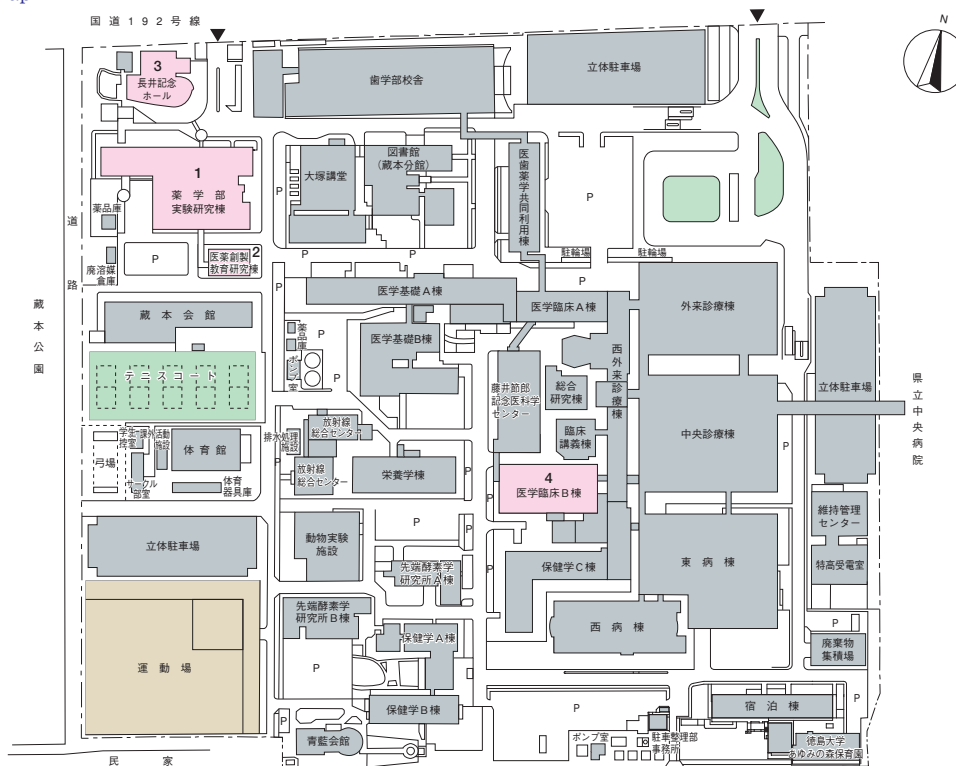 国道192号線
N
3
長井記念
ホール
歯学部校舎
立体駐車場
1
薬学部
実験研究棟
薬品庫
大塚講堂
図書館
(蔵本分館)
医歯薬学共同利用棟
P
P
P
道路
2
医薬創製
教育研究棟
廃溶媒
倉庫
P
P
P
駐輪場
駐輪場
蔵本公園
蔵本会館
医学基礎A棟
医学臨床A棟
外来診療棟
薬品庫
ポンプ室
P
P
医学基礎B棟
西外来診療棟
テニスコート
藤井節郎
記念医科学
センター
総合
研究棟
立体駐車場
県立中央病院
学生課外活動施設
控室
弓場
サークル
部室
体育館
体育
器具庫
排水処理
施設
放射線
総合センター
放射線
総合センター
栄養学棟
臨床
講義棟
中央診療棟
P
4
医学臨床B棟
P
P
P
維持管理
センター
立体駐車場
動物実験
施設
先端酵素学
研究所A棟
保健学C棟
東病棟
特高受電室
P
先端酵素学
研究所B棟
保健学A棟
西病棟
P
廃棄物
集積場
運動場
P
保健学B棟
P
P
宿泊棟
P
青藍会館
ポンプ室
駐車整理部
事務所
徳島大学
あゆみの森保育園
民家